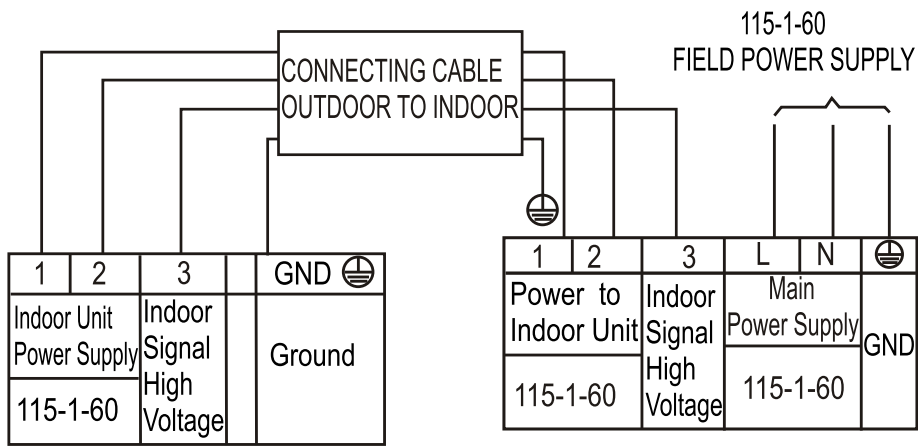 115-1-60
FIELD POWER SUPPLY
CONNECTING CABLE
OUTDOOR TO INDOOR
1 2 3 GND
Indoor Unit
Power Supply
115-1-60
Indoor
Signal
High
Voltage
Ground
1 2 3 L N
Power to
Indoor Unit
115-1-60
Indoor
Signal
High
Voltage
Main
Power Supply
115-1-60
GND